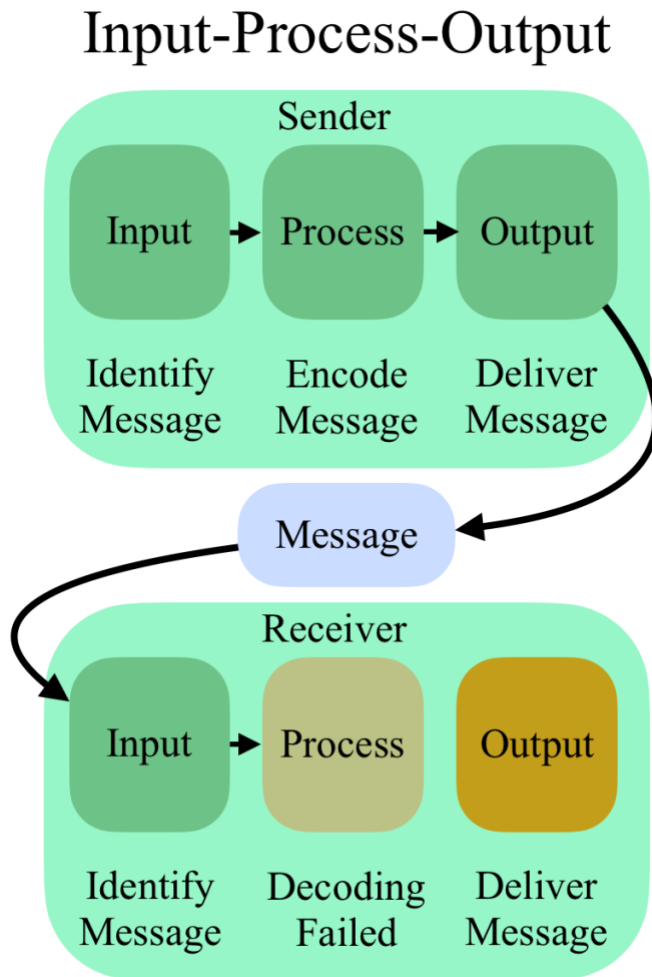 Input-Process-Output
Sender
Input
Process
Output
Identify
Message
Encode
Message
Deliver
Message
Message
Receiver
Input
Process
Output
Identify
Message
Decoding
Failed
Deliver
Message